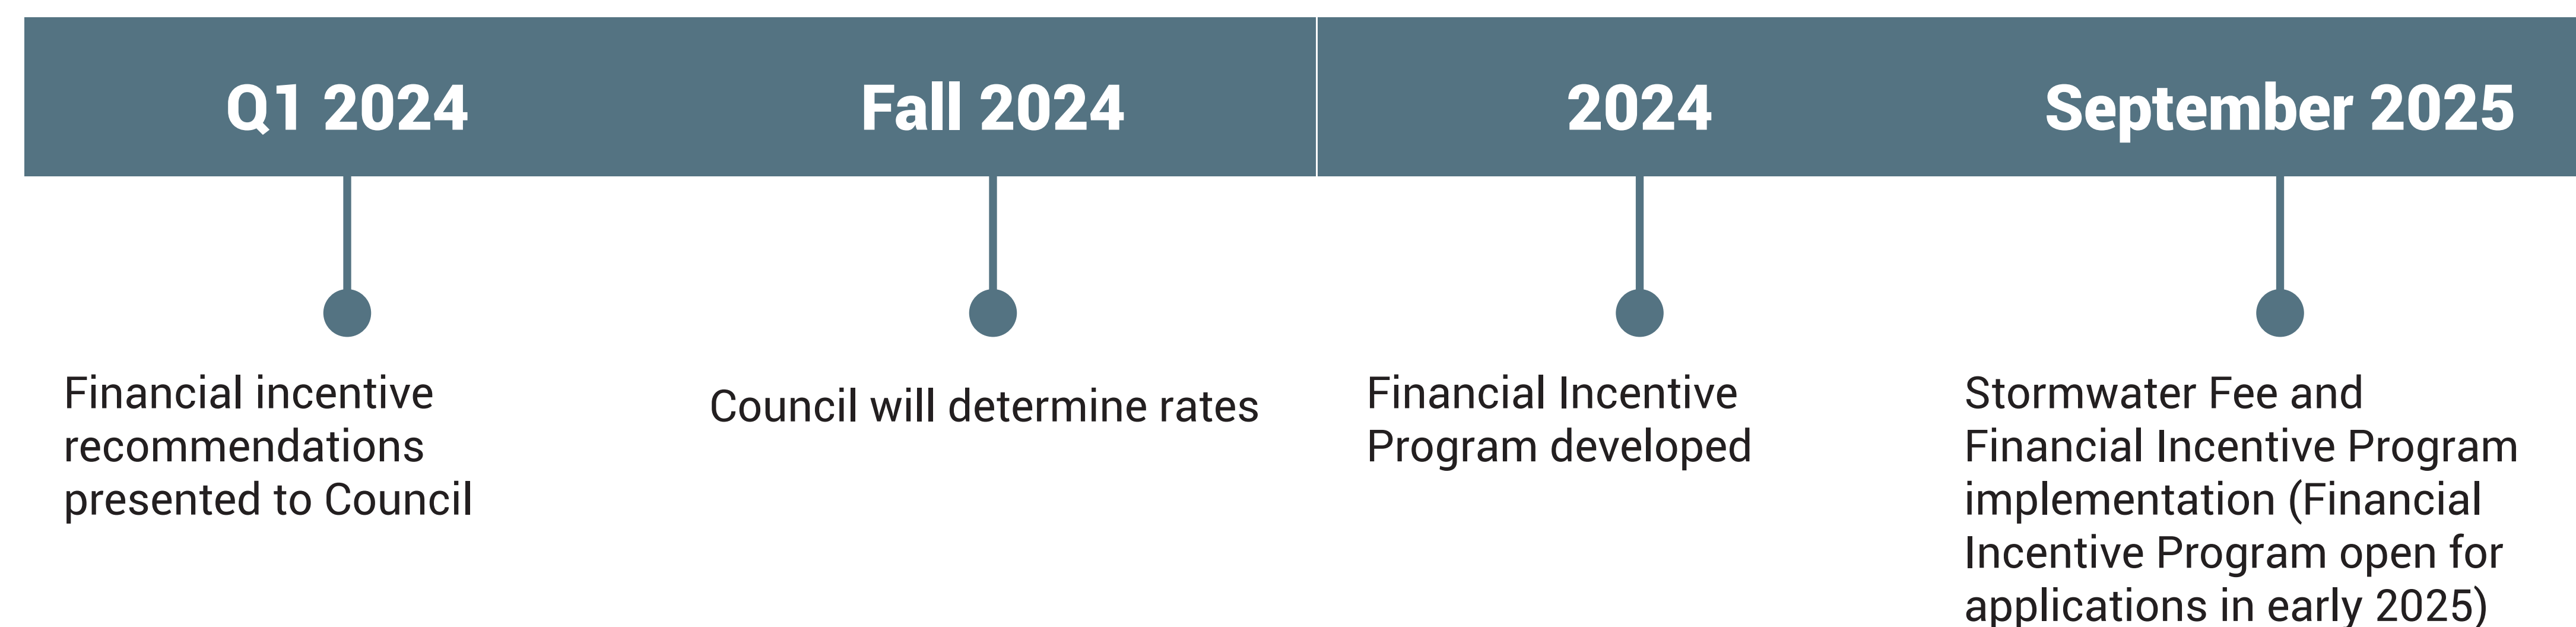 Q1 2024
Fall 2024
2024
September 2025
Financial incentive
recommendations
presented to Council
Council will determine rates
Financial Incentive
Program developed
Stormwater Fee and
Financial Incentive Program
implementation (Financial
Incentive Program open for
applications in early 2025)